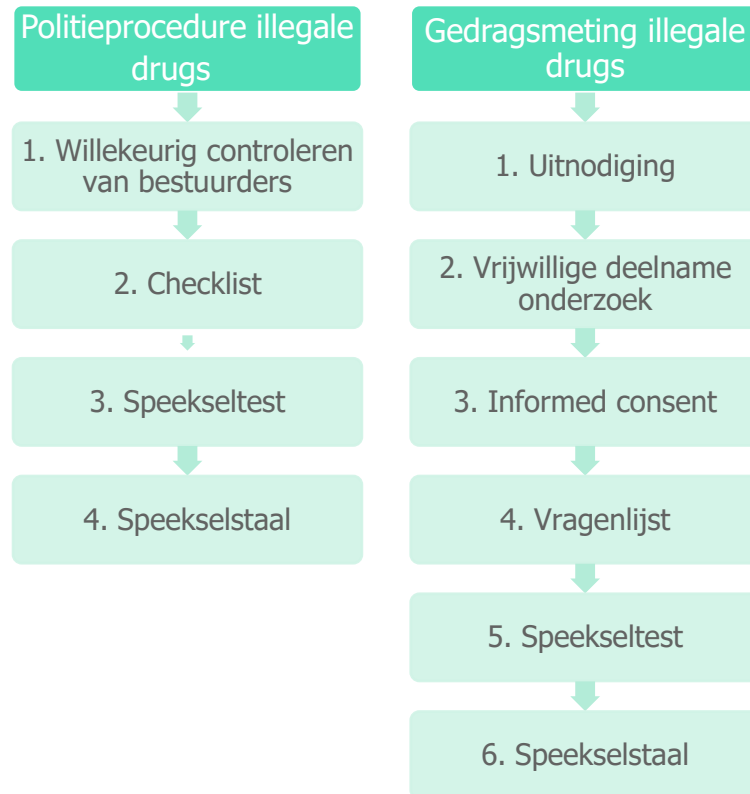 Politieprocedure illegale
drugs
1. Willekeurig controleren
van bestuurders
2. Checklist
3. Speekseltest
4. Speekselstaal
Gedragsmeting illegale
drugs
1. Uitnodiging
2. Vrijwillige deelname
onderzoek
3. Informed consent
4. Vragenlijst
5. Speekseltest
6. Speekselstaal